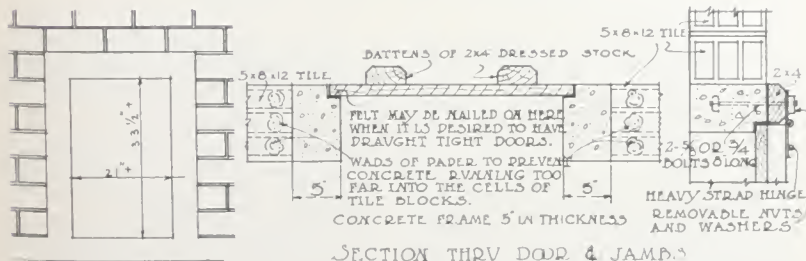 33½"+
21"+
BATTENS OF 2x4 DRESSED STOCK
5x8x12 TILE
FELT MAY BE NAILED ON HERE
WHEN IT IS DESIRED TO HAVE
DRAUGHT TIGHT DOORS.
WADS OF PAPER TO PREVENT
CONCRETE RUNNING TOO
FAR INTO THE CELLS OF
TILE BLOCKS.
5"
5"
CONCRETE FRAME 5" IN THICKNESS
5x8x12 TILE
2x4
2-⅝ OR ¾
BOLTS 8 LONG
HEAVY STRAP HINGE
REMOVABLE NUTS
AND WASHERS
SECTION THRU DOOR & JAMBS